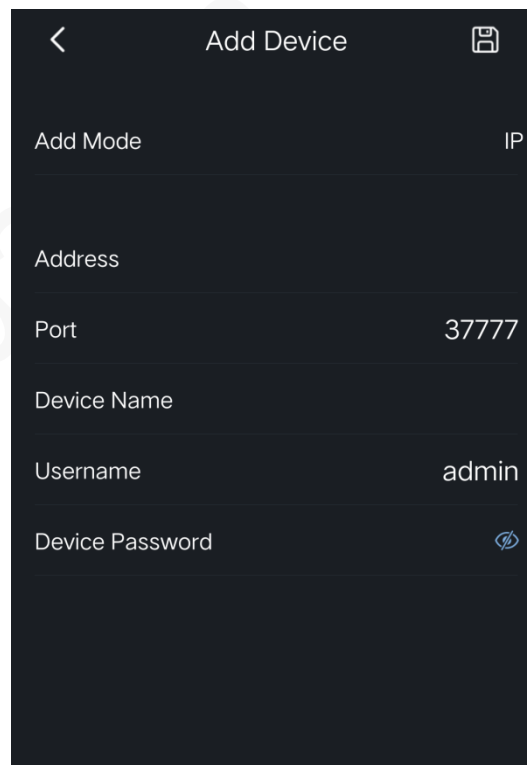 Add Device
Add Mode IP
Address
Port 37777
Device Name
Username admin
Device Password